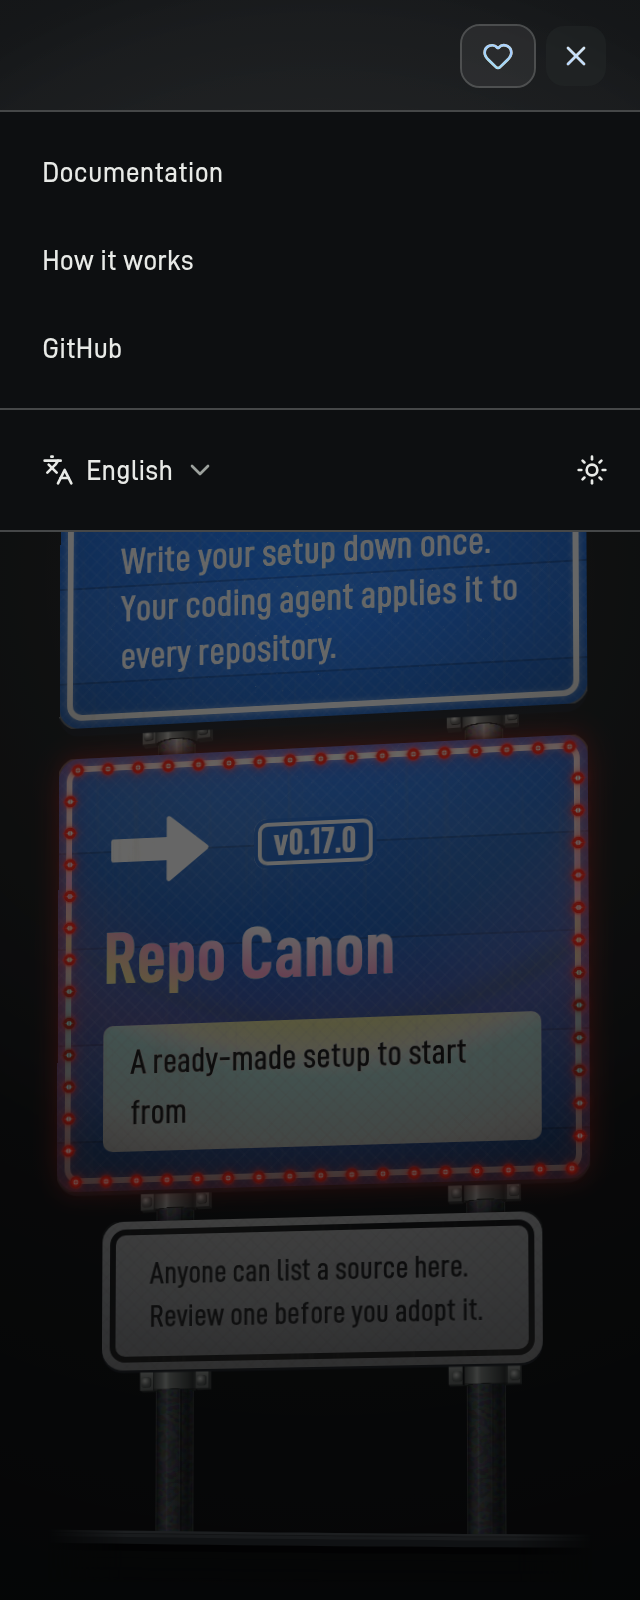 Documentation
How it works
GitHub
English
Write your setup down once.
Your coding agent applies it to
every repository.
v0.17.0
Repo Canon
A ready-made setup to start
from
Anyone can list a source here.
Review one before you adopt it.